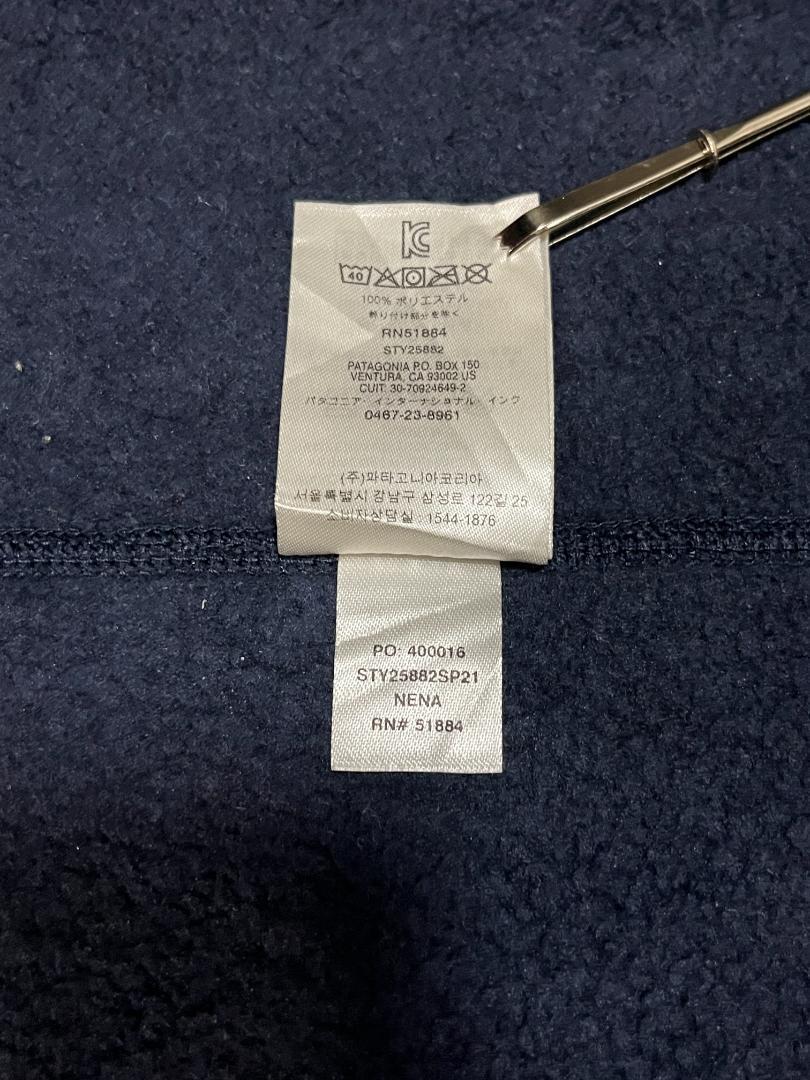 KC
40
100% ポリエステル
飾り付け部分を除く
RN51884
STY25882
PATAGONIA P.O. BOX 150
VENTURA, CA 93002 US
CUIT: 30-70924649-2
パタゴニア・インターナショナル・インク
0467-23-8961
(주)파타고니아코리아
서울특별시 강남구 삼성로 122길 25
소비자상담실 : 1544-1876
PO: 400016
STY25882SP21
NENA
RN# 51884